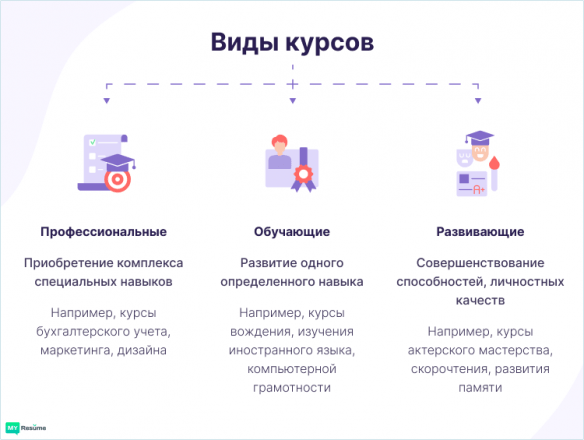 Виды курсов
Профессиональные
Приобретение комплекса
специальных навыков
Например, курсы
бухгалтерского учета,
маркетинга, дизайна
Обучающие
Развитие одного
определенного навыка
Например, курсы
вождения, изучения
иностранного языка,
компьютерной
грамотности
A+
Развивающие
Совершенствование
способностей, личностных
качеств
Например, курсы
актерского мастерства,
скорочтения, развития
памяти
MY Resume